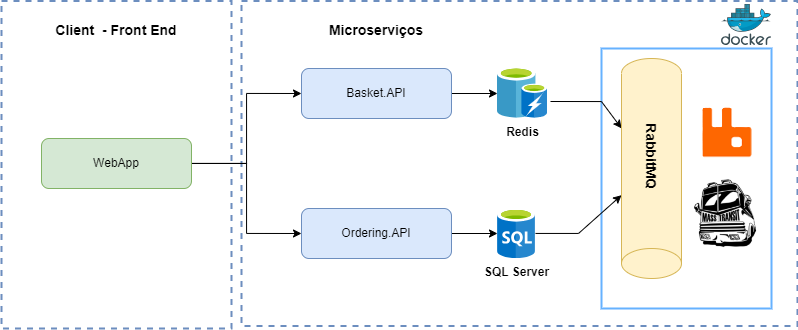 Client  - Front End
Microserviços
docker
Basket.API
Redis
WebApp
RabbitMQ
MASS TRANSIT
Ordering.API
SQL
SQL Server